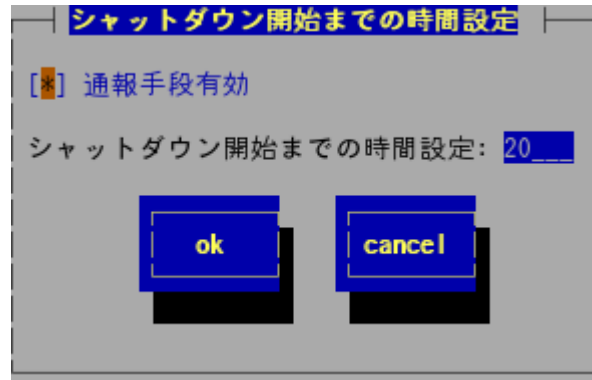 シャットダウン開始までの時間設定
[*] 通報手段有効
シャットダウン開始までの時間設定: 20___
ok cancel